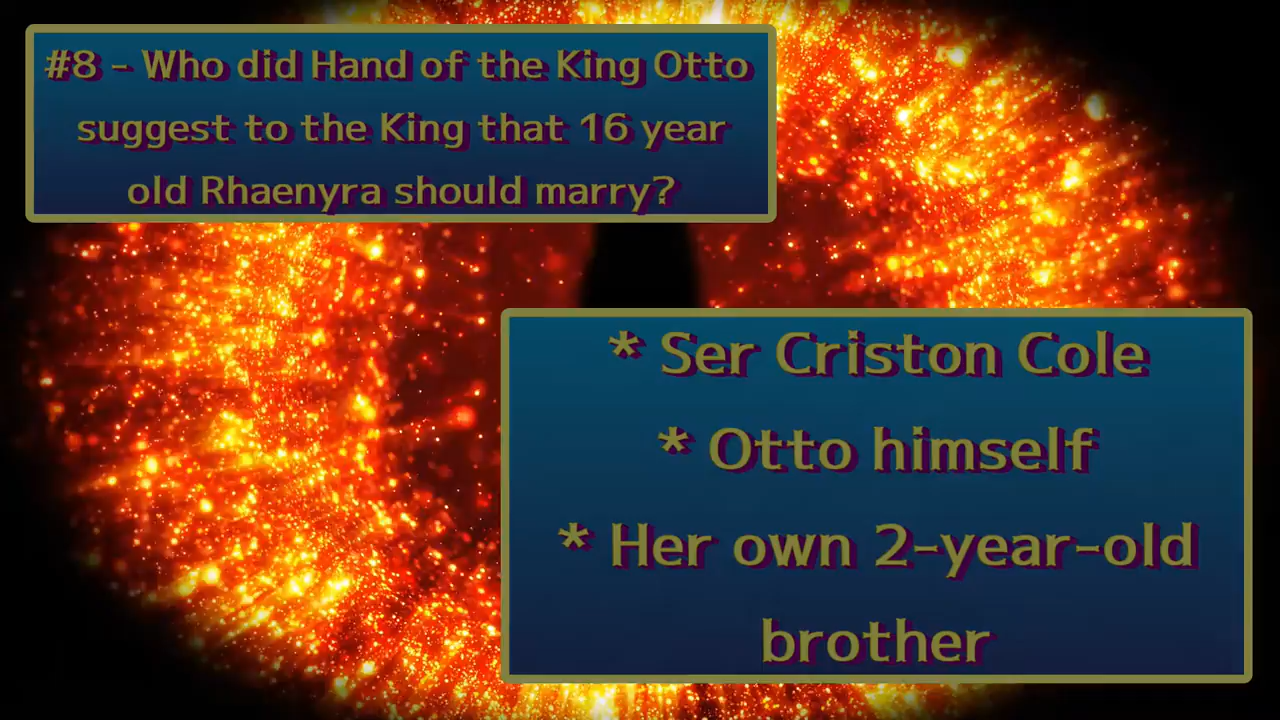 #8 - Who did Hand of the King Otto
suggest to the King that 16 year
old Rhaenyra should marry?
* Ser Criston Cole
* Otto himself
* Her own 2-year-old
brother